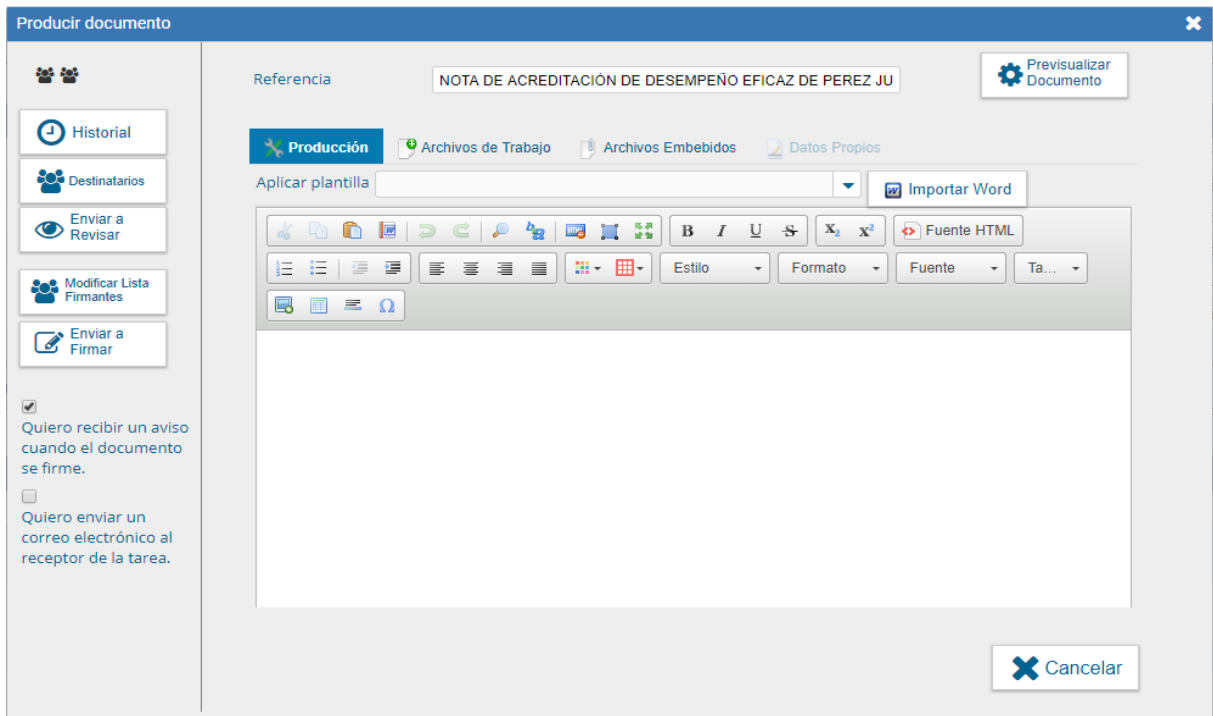 Producir documento
Historial
Destinatarios
Enviar a
Revisar
Modificar Lista
Firmantes
Enviar a
Firmar
Quiero recibir un aviso
cuando el documento
se firme.
Quiero enviar un
correo electrónico al
receptor de la tarea.
Referencia
NOTA DE ACREDITACIÓN DE DESEMPEÑO EFICAZ DE PEREZ JU
Previsualizar
Documento
Producción Archivos de Trabajo Archivos Embebidos Datos Propios
Aplicar plantilla
Importar Word
B I U S X₂ X² Fuente HTML
Estilo Formato Fuente Ta...
Ω
Cancelar